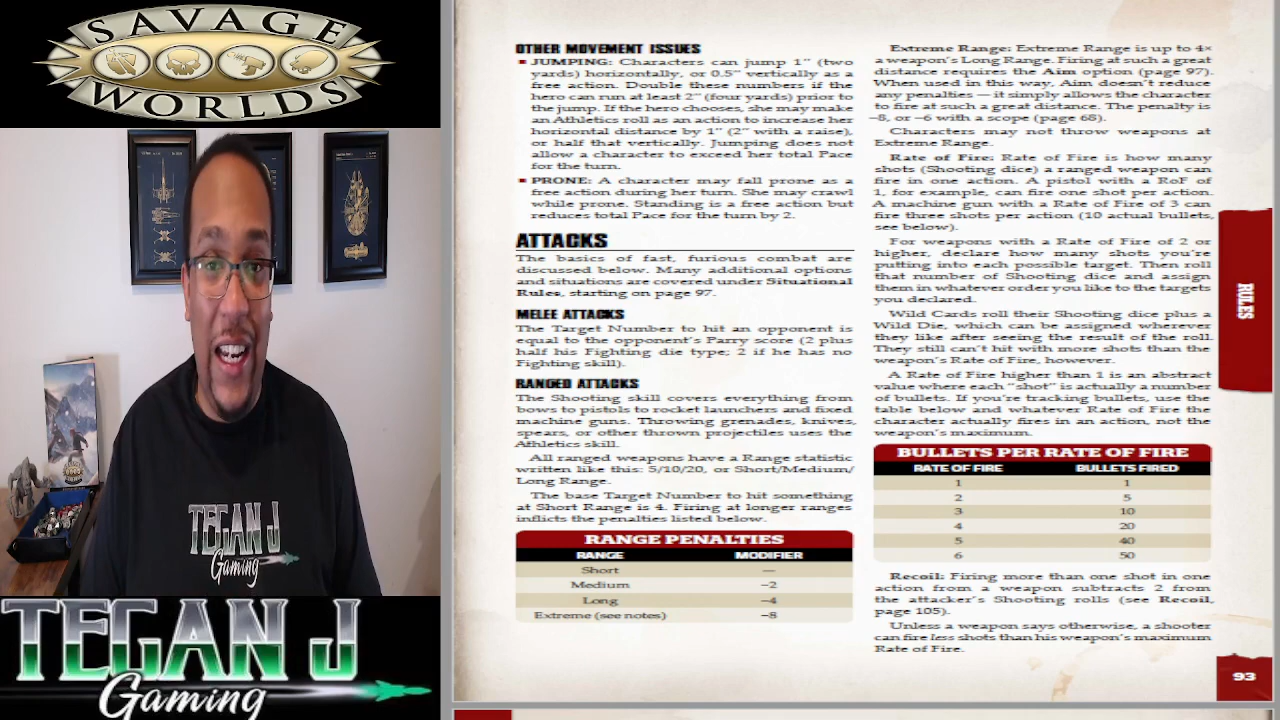 SAVAGE
WORLDS
TEGAN J
Gaming
TEGAN J
Gaming
OTHER MOVEMENT ISSUES
JUMPING: Characters can jump 1" (two
yards) horizontally, or 0.5" vertically as a
free action. Double these numbers if the
hero can run at least 2" (four yards) prior to
the jump. If the hero chooses, she may make
an Athletics roll as an action to increase her
horizontal distance by 1" (2" with a raise),
or half that vertically. Jumping does not
allow a character to exceed her total Pace
for the turn.
PRONE: A character may fall prone as a
free action during her turn. She may crawl
while prone. Standing is a free action but
reduces total Pace for the turn by 2.
ATTACKS
The basics of fast, furious combat are
discussed below. Many additional options
and situations are covered under Situational
Rules, starting on page 97.
MELEE ATTACKS
The Target Number to hit an opponent is
equal to the opponent's Parry score (2 plus
half his Fighting die type; 2 if he has no
Fighting skill).
RANGED ATTACKS
The Shooting skill covers everything from
bows to pistols to rocket launchers and fixed
machine guns. Throwing grenades, knives,
spears, or other thrown projectiles uses the
Athletics skill.
All ranged weapons have a Range statistic
written like this: 5/10/20, or Short/Medium/
Long Range.
The base Target Number to hit something
at Short Range is 4. Firing at longer ranges
inflicts the penalties listed below.
RANGE PENALTIES
RANGE MODIFIER
Short —
Medium −2
Long −4
Extreme (see notes) −8
Extreme Range: Extreme Range is up to 4×
a weapon's Long Range. Firing at such a great
distance requires the Aim option (page 97).
When used in this way, Aim doesn't reduce
any penalties — it simply allows the character
to fire at such a great distance. The penalty is
−8, or −6 with a scope (page 68).
Characters may not throw weapons at
Extreme Range.
Rate of Fire: Rate of Fire is how many
shots (Shooting dice) a ranged weapon can
fire in one action. A pistol with a RoF of
1, for example, can fire one shot per action.
A machine gun with a Rate of Fire of 3 can
fire three shots per action (10 actual bullets,
see below).
For weapons with a Rate of Fire of 2 or
higher, declare how many shots you're
putting into each possible target. Then roll
that number of Shooting dice and assign
them in whatever order you like to the targets
you declared.
Wild Cards roll their Shooting dice plus a
Wild Die, which can be assigned wherever
they like after seeing the result of the roll.
They still can't hit with more shots than the
weapon's Rate of Fire, however.
A Rate of Fire higher than 1 is an abstract
value where each "shot" is actually a number
of bullets. If you're tracking bullets, use the
table below and whatever Rate of Fire the
character actually fires in an action, not the
weapon's maximum.
BULLETS PER RATE OF FIRE
RATE OF FIRE BULLETS FIRED
1 1
2 5
3 10
4 20
5 40
6 50
Recoil: Firing more than one shot in one
action from a weapon subtracts 2 from
the attacker's Shooting rolls (see Recoil,
page 105).
Unless a weapon says otherwise, a shooter
can fire less shots than his weapon's maximum
Rate of Fire.
RULES
93